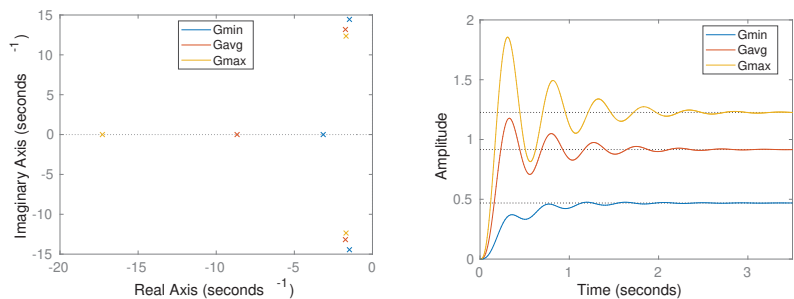 15
10
5
0
-5
-10
-15
-20
-15
-10
-5
0
Imaginary Axis (seconds -1)
Real Axis (seconds -1)
Gmin
Gavg
Gmax
2
1.5
1
0.5
0
0
1
2
3
Amplitude
Time (seconds)
Gmin
Gavg
Gmax